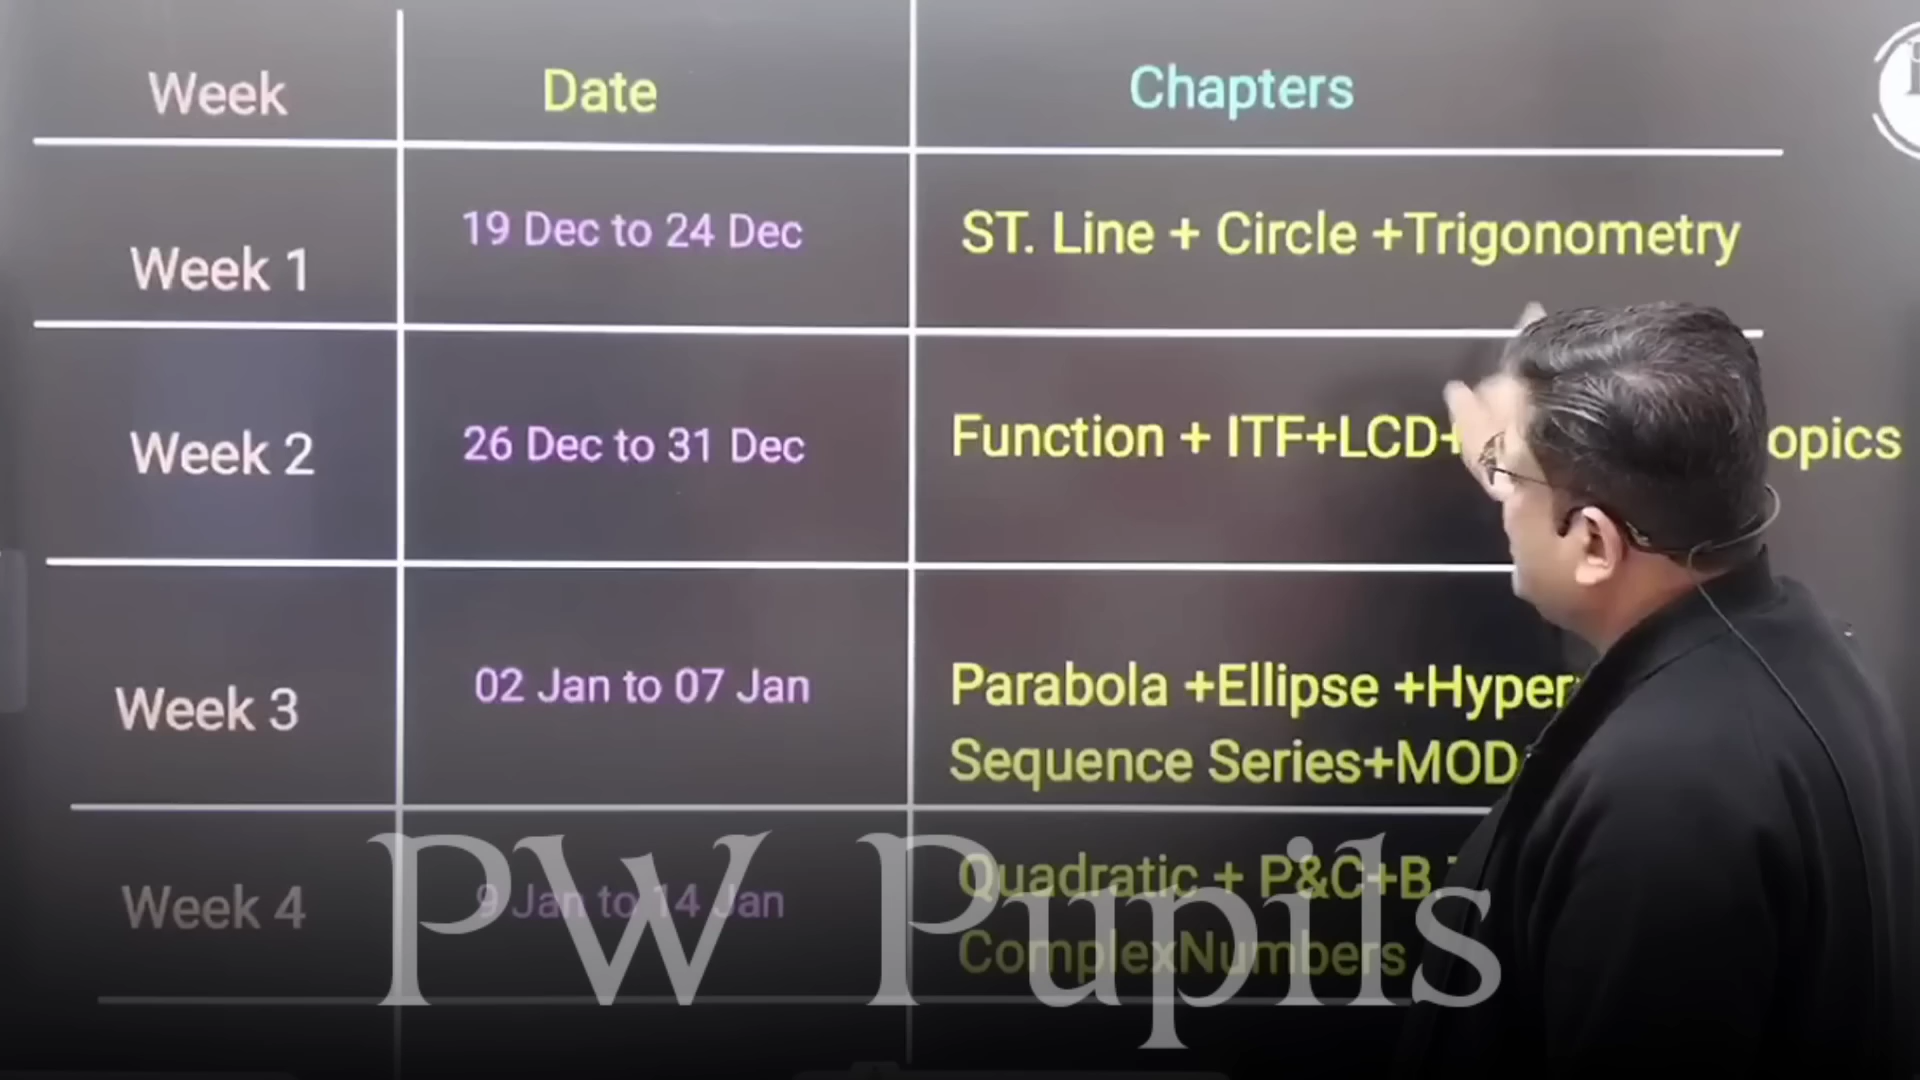 Week Date Chapters
Week 1 19 Dec to 24 Dec ST. Line + Circle +Trigonometry
Week 2 26 Dec to 31 Dec Function + ITF+LCD+
Week 3 02 Jan to 07 Jan Parabola +Ellipse +Hyper
Sequence Series+MOD
Week 4 9 Jan to 14 Jan Quadratic + P&C+B.
ComplexNumbers
PW Pupils